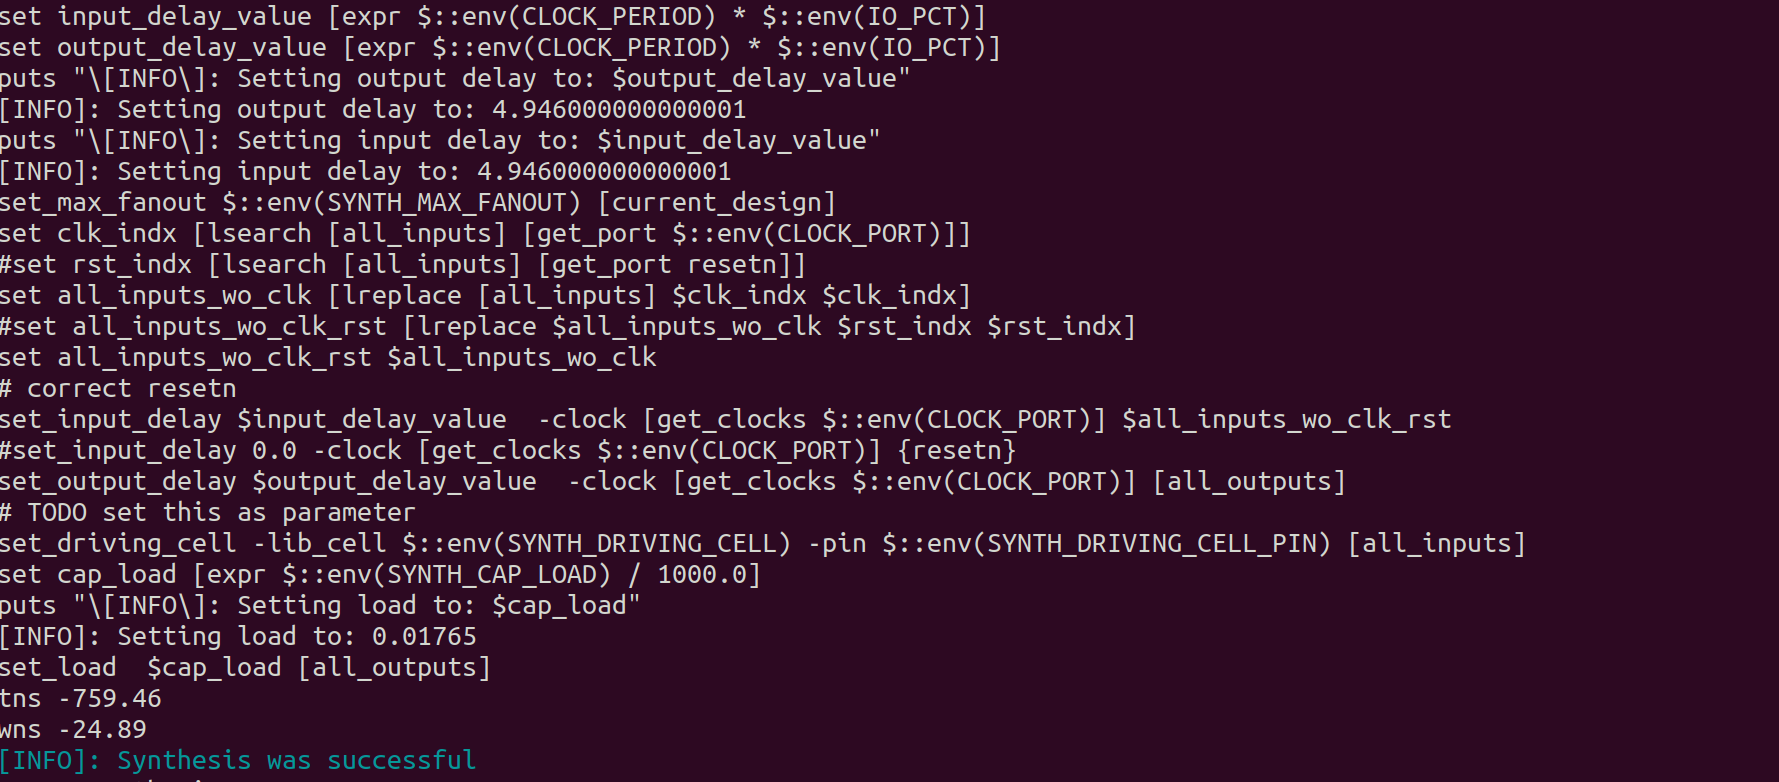 set input_delay_value [expr $::env(CLOCK_PERIOD) * $::env(IO_PCT)]
set output_delay_value [expr $::env(CLOCK_PERIOD) * $::env(IO_PCT)]
puts "\[INFO\]: Setting output delay to: $output_delay_value"
[INFO]: Setting output delay to: 4.946000000000001
puts "\[INFO\]: Setting input delay to: $input_delay_value"
[INFO]: Setting input delay to: 4.946000000000001
set_max_fanout $::env(SYNTH_MAX_FANOUT) [current_design]
set clk_indx [lsearch [all_inputs] [get_port $::env(CLOCK_PORT)]]
#set rst_indx [lsearch [all_inputs] [get_port resetn]]
set all_inputs_wo_clk [lreplace [all_inputs] $clk_indx $clk_indx]
#set all_inputs_wo_clk_rst [lreplace $all_inputs_wo_clk $rst_indx $rst_indx]
set all_inputs_wo_clk_rst $all_inputs_wo_clk
# correct resetn
set_input_delay $input_delay_value  -clock [get_clocks $::env(CLOCK_PORT)] $all_inputs_wo_clk_rst
#set_input_delay 0.0 -clock [get_clocks $::env(CLOCK_PORT)] {resetn}
set_output_delay $output_delay_value  -clock [get_clocks $::env(CLOCK_PORT)] [all_outputs]
# TODO set this as parameter
set_driving_cell -lib_cell $::env(SYNTH_DRIVING_CELL) -pin $::env(SYNTH_DRIVING_CELL_PIN) [all_inputs]
set cap_load [expr $::env(SYNTH_CAP_LOAD) / 1000.0]
puts "\[INFO\]: Setting load to: $cap_load"
[INFO]: Setting load to: 0.01765
set_load  $cap_load [all_outputs]
tns -759.46
wns -24.89
[INFO]: Synthesis was successful